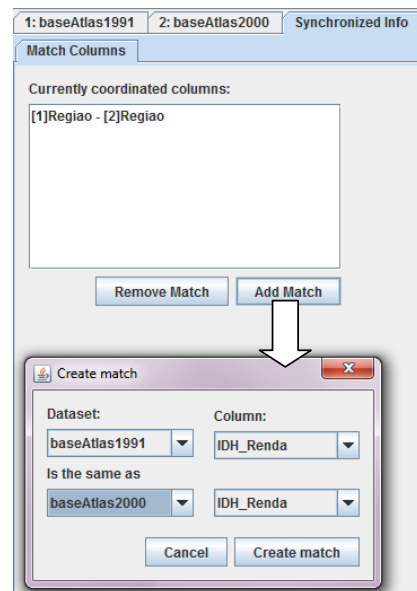 1: baseAtlas1991 2: baseAtlas2000 Synchronized Info
Match Columns
Currently coordinated columns:
[1]Regiao - [2]Regiao
Remove Match Add Match
Create match
Dataset: Column:
baseAtlas1991 IDH_Renda
Is the same as
baseAtlas2000 IDH_Renda
Cancel Create match